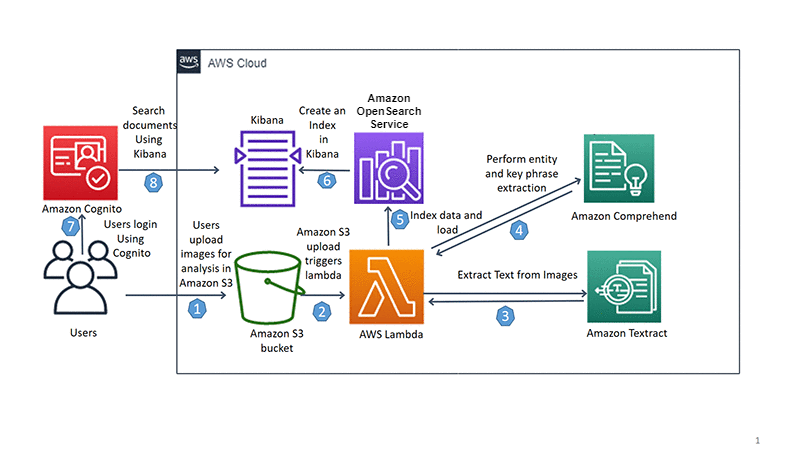 aws
AWS Cloud
Search
documents
Using
Kibana
8
Kibana
Create an
Index
in
Kibana
6
Amazon
Open Search
Service
Amazon Cognito
7
Users login
Using
Cognito
Users
Users
upload
images for
analysis in
Amazon S3
1
Amazon S3
bucket
Amazon S3
upload
triggers
lambda
2
5
Index data and
load
AWS Lambda
Perform entity
and key phrase
extraction
4
Amazon Comprehend
Extract Text from Images
3
Amazon Textract
1